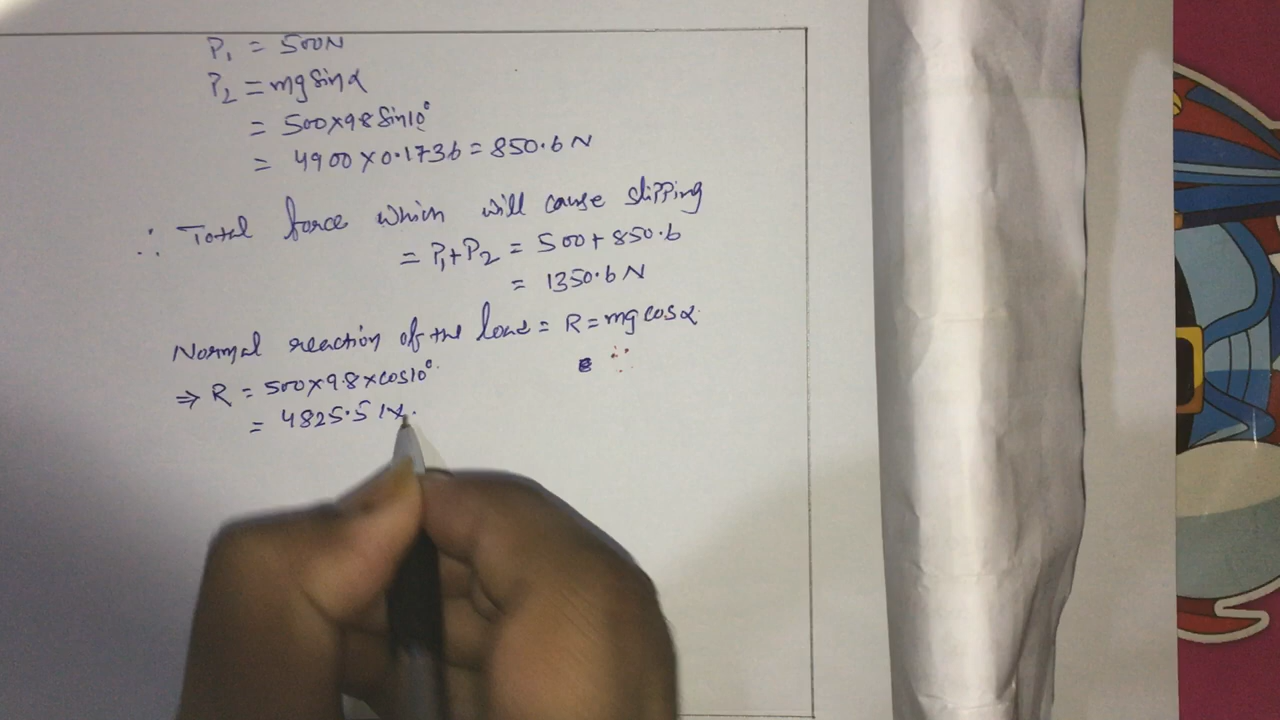 P₁ = 500N
P₂ = mg Sin α
= 500×9.8 Sin10°
= 4900 × 0.1736 = 850.6 N
∴ Total force which will cause slipping
= P₁+P₂ = 500 + 850.6
= 1350.6 N
Normal reaction of the load = R = mg cos α.
⇒ R = 500×9.8×cos10°. ∴
= 4825.5